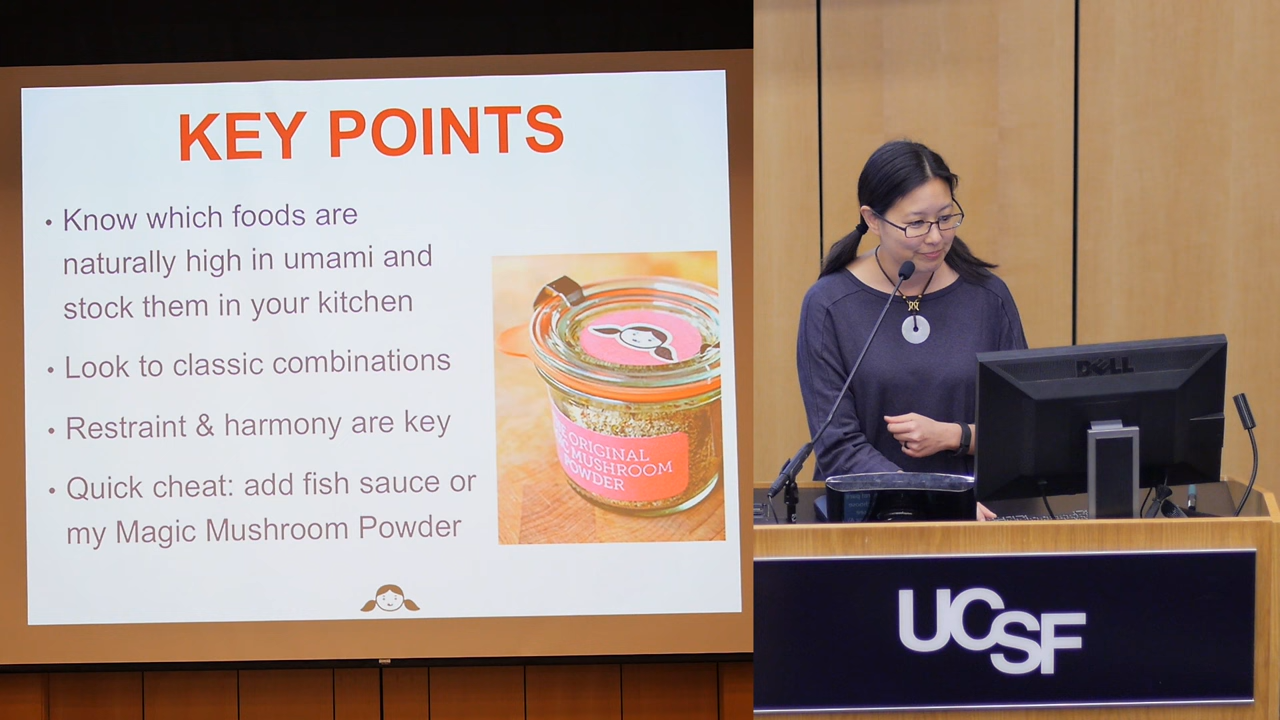 KEY POINTS
• Know which foods are
naturally high in umami and
stock them in your kitchen
• Look to classic combinations
• Restraint & harmony are key
• Quick cheat: add fish sauce or
my Magic Mushroom Powder
ORIGINAL
MUSHROOM
POWDER
DELL
UCSF